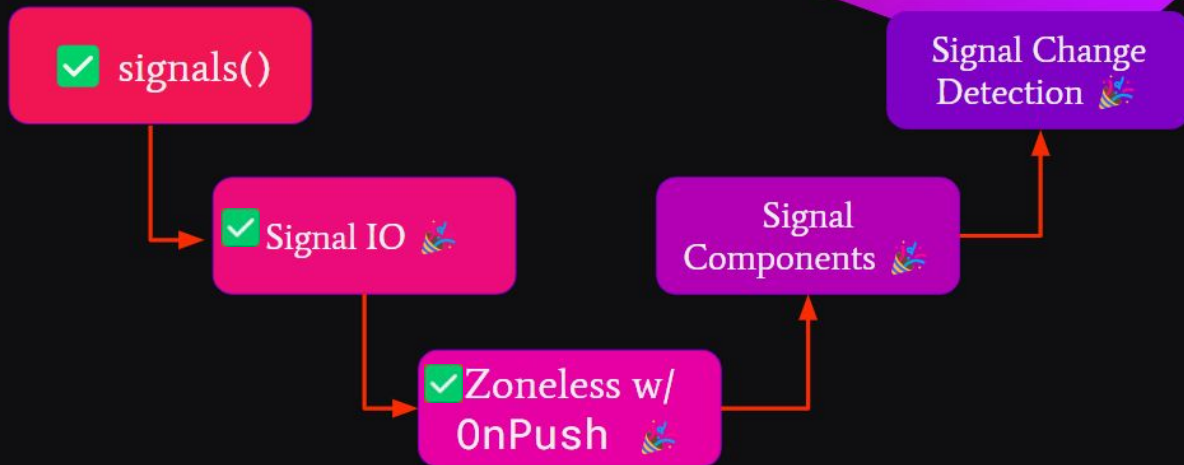 ✅ signals()
✅ Signal IO 🎉
✅ Zoneless w/
OnPush 🎉
Signal
Components 🎉
Signal Change
Detection 🎉